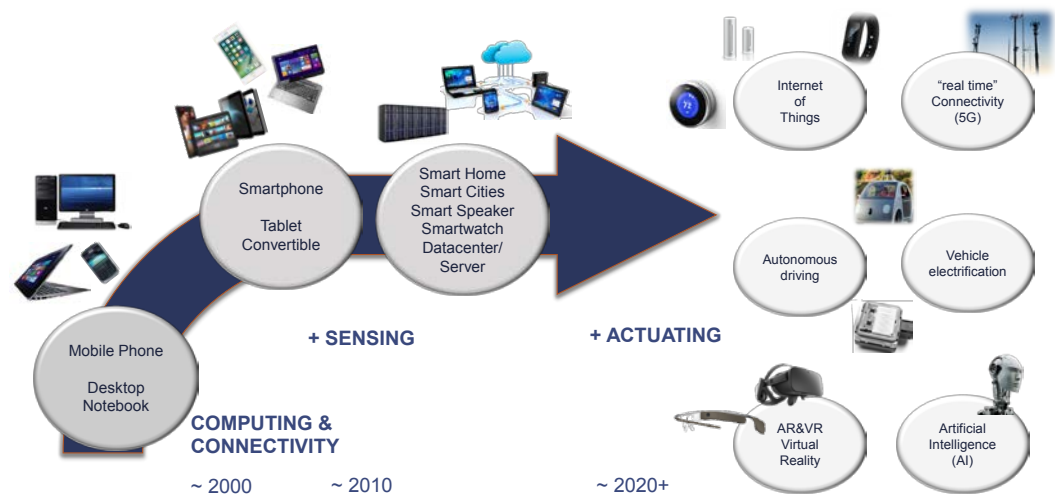 Mobile Phone
Desktop
Notebook
Smartphone
Tablet
Convertible
Smart Home
Smart Cities
Smart Speaker
Smartwatch
Datacenter/
Server
+ SENSING
+ ACTUATING
COMPUTING &
CONNECTIVITY
~ 2000
~ 2010
~ 2020+
Internet
of
Things
“real time”
Connectivity
(5G)
Autonomous
driving
Vehicle
electrification
AR&VR
Virtual
Reality
Artificial
Intelligence
(AI)
72